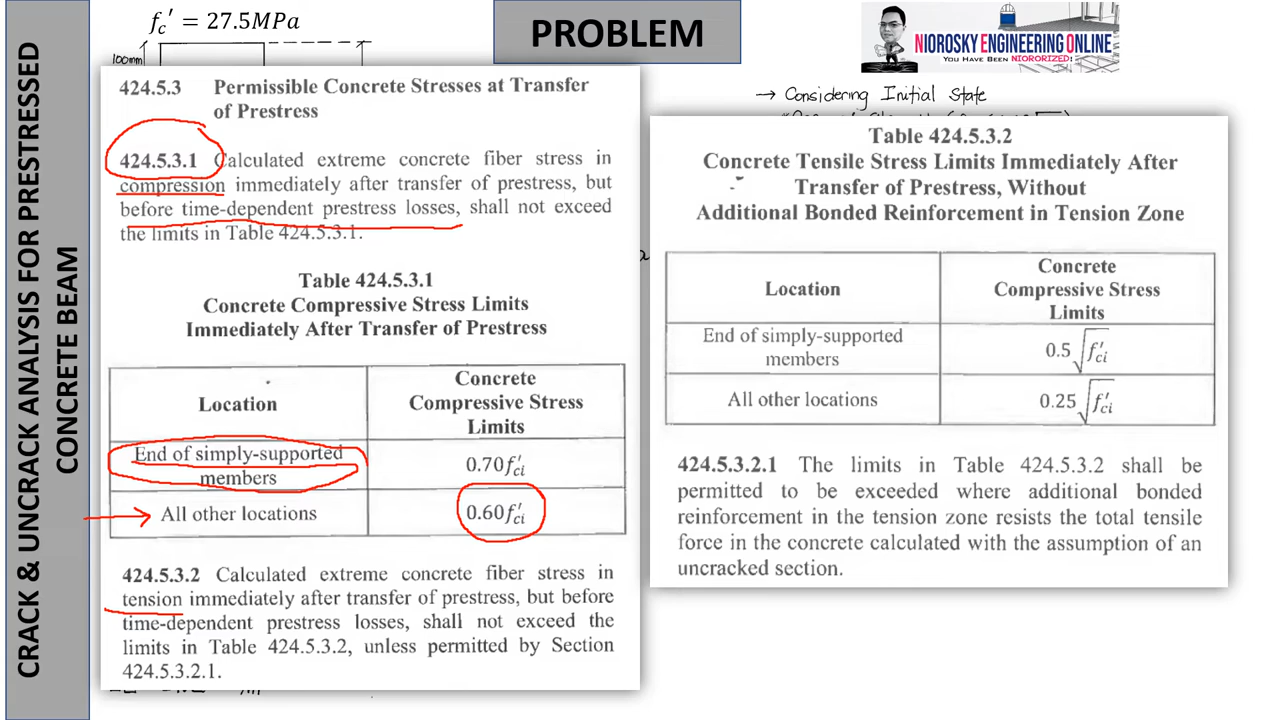 CRACK & UNCRACK ANALYSIS FOR PRESTRESSED
CONCRETE BEAM
fc′ = 27.5MPa
100mm
PROBLEM
NIOROSKY ENGINEERING ONLINE
YOU HAVE BEEN NIORORIZED!
→ Considering Initial State
424.5.3 Permissible Concrete Stresses at Transfer
of Prestress
424.5.3.1 Calculated extreme concrete fiber stress in
compression immediately after transfer of prestress, but
before time-dependent prestress losses, shall not exceed
the limits in Table 424.5.3.1.
Table 424.5.3.1
Concrete Compressive Stress Limits
Immediately After Transfer of Prestress
Location
Concrete
Compressive Stress
Limits
End of simply-supported
members
0.70f′ci
All other locations
0.60f′ci
424.5.3.2 Calculated extreme concrete fiber stress in
tension immediately after transfer of prestress, but before
time-dependent prestress losses, shall not exceed the
limits in Table 424.5.3.2, unless permitted by Section
424.5.3.2.1.
Table 424.5.3.2
Concrete Tensile Stress Limits Immediately After
Transfer of Prestress, Without
Additional Bonded Reinforcement in Tension Zone
Location
Concrete
Compressive Stress
Limits
End of simply-supported
members
0.5√f′ci
All other locations
0.25√f′ci
424.5.3.2.1 The limits in Table 424.5.3.2 shall be
permitted to be exceeded where additional bonded
reinforcement in the tension zone resists the total tensile
force in the concrete calculated with the assumption of an
uncracked section.